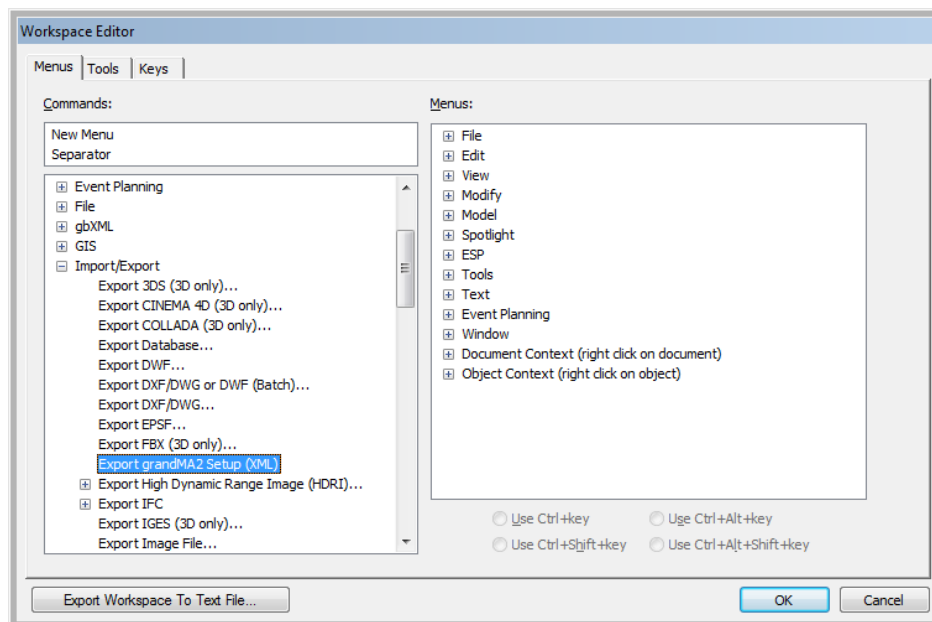 Workspace Editor
Menus Tools Keys
Commands:
New Menu
Separator
Event Planning
File
gbXML
GIS
Import/Export
Export 3DS (3D only)...
Export CINEMA 4D (3D only)...
Export COLLADA (3D only)...
Export Database...
Export DWF...
Export DXF/DWG or DWF (Batch)...
Export DXF/DWG...
Export EPSF...
Export FBX (3D only)...
Export grandMA2 Setup (XML)
Export High Dynamic Range Image (HDRI)...
Export IFC
Export IGES (3D only)...
Export Image File...
Menus:
File
Edit
View
Modify
Model
Spotlight
ESP
Tools
Text
Event Planning
Window
Document Context (right click on document)
Object Context (right click on object)
Use Ctrl+key Use Ctrl+Alt+key
Use Ctrl+Shift+key Use Ctrl+Alt+Shift+key
Export Workspace To Text File... OK Cancel